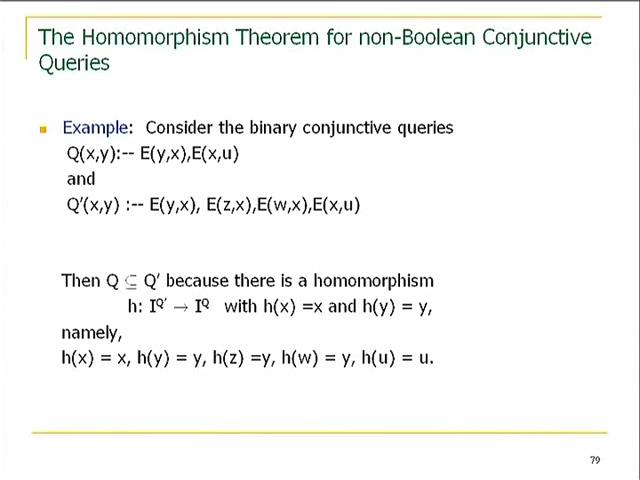 The Homomorphism Theorem for non-Boolean Conjunctive
Queries
Example: Consider the binary conjunctive queries
Q(x,y):-- E(y,x),E(x,u)
and
Q′(x,y) :-- E(y,x), E(z,x),E(w,x),E(x,u)
Then Q ⊆ Q′ because there is a homomorphism
h: I^Q′ → I^Q with h(x) =x and h(y) = y,
namely,
h(x) = x, h(y) = y, h(z) =y, h(w) = y, h(u) = u.
79